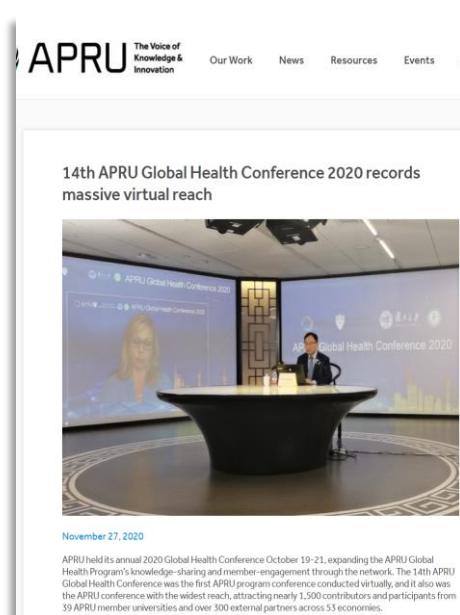 APRU
The Voice of
Knowledge &
Innovation
Our Work News Resources Events
14th APRU Global Health Conference 2020 records
massive virtual reach
APRU Global Health Conference 2020
APRU Global Health Conference 2020
APRU Global Health Conference 2020
November 27, 2020
APRU held its annual 2020 Global Health Conference October 19-21, expanding the APRU Global
Health Program's knowledge-sharing and member-engagement through the network. The 14th APRU
Global Health Conference was the first APRU program conference conducted virtually, and it also was
the APRU conference with the widest reach, attracting nearly 1,500 contributors and participants from
39 APRU member universities and over 300 external partners across 53 economies.